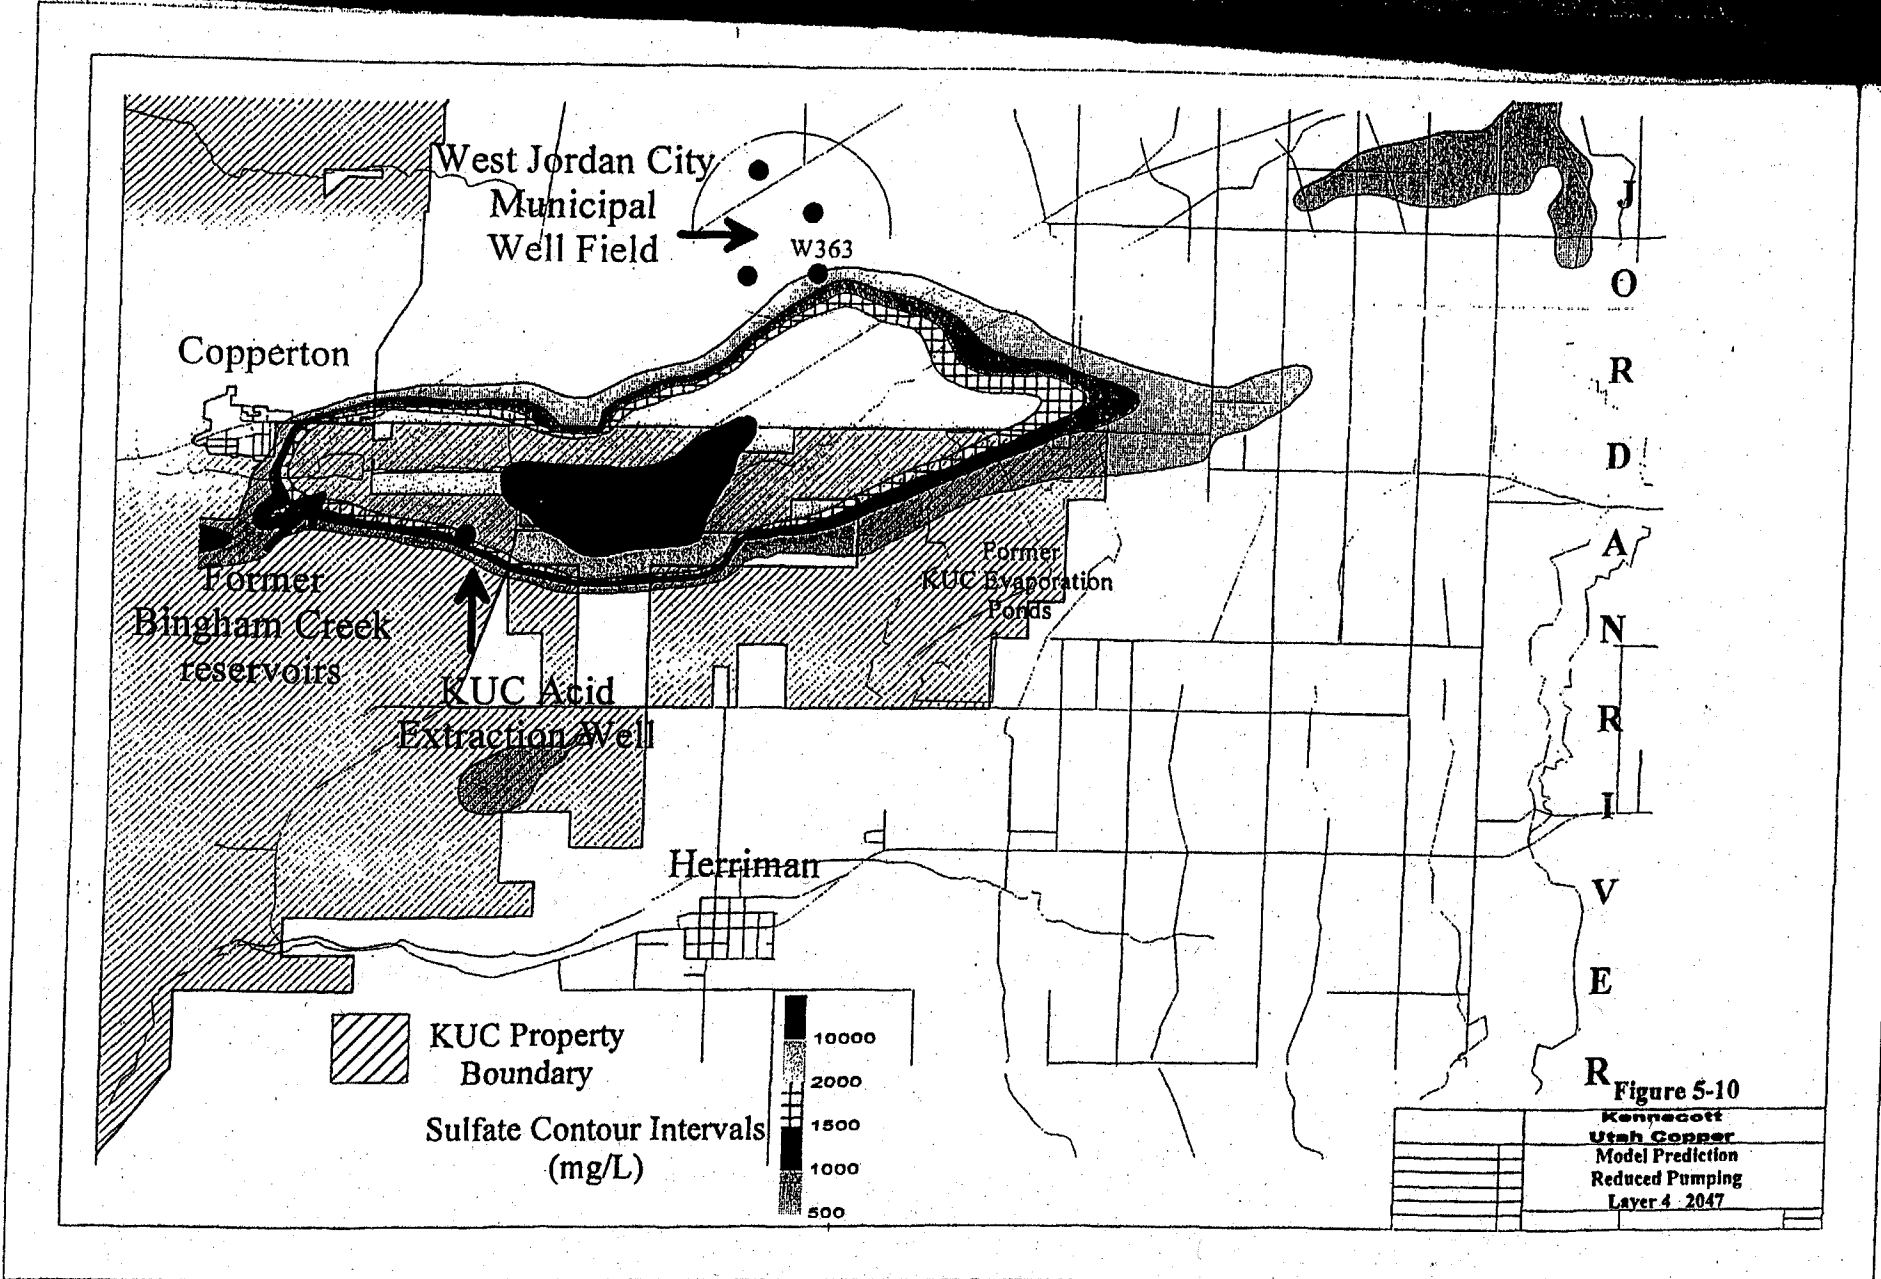 West Jordan City
Municipal
Well Field
W363
Copperton
Former
Bingham Creek
reservoirs
KUC Acid
Extraction Well
Former
KUC Evaporation
Ponds
Herriman
J
O
R
D
A
N
R
I
V
E
R
KUC Property
Boundary
Sulfate Contour Intervals
(mg/L)
10000
2000
1500
1000
500
Figure 5-10
Kennecott
Utah Copper
Model Prediction
Reduced Pumping
Layer 4 2047